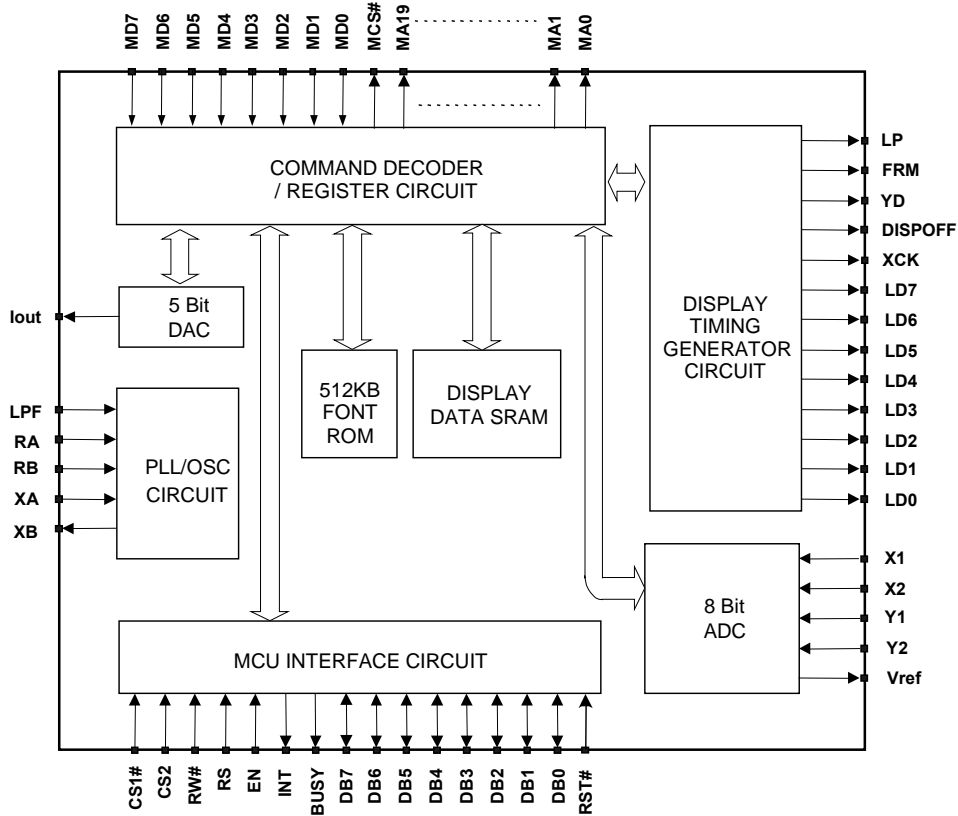 MD7
MD6
MD5
MD4
MD3
MD2
MD1
MD0
MCS#
MA19
MA1
MA0
COMMAND DECODER
/ REGISTER CIRCUIT
5 Bit
DAC
Iout
LPF
RA
RB
XA
XB
PLL/OSC
CIRCUIT
512KB
FONT
ROM
DISPLAY
DATA SRAM
DISPLAY
TIMING
GENERATOR
CIRCUIT
LP
FRM
YD
DISPOFF
XCK
LD7
LD6
LD5
LD4
LD3
LD2
LD1
LD0
8 Bit
ADC
X1
X2
Y1
Y2
Vref
MCU INTERFACE CIRCUIT
CS1#
CS2
RW#
RS
EN
INT
BUSY
DB7
DB6
DB5
DB4
DB3
DB2
DB1
DB0
RST#